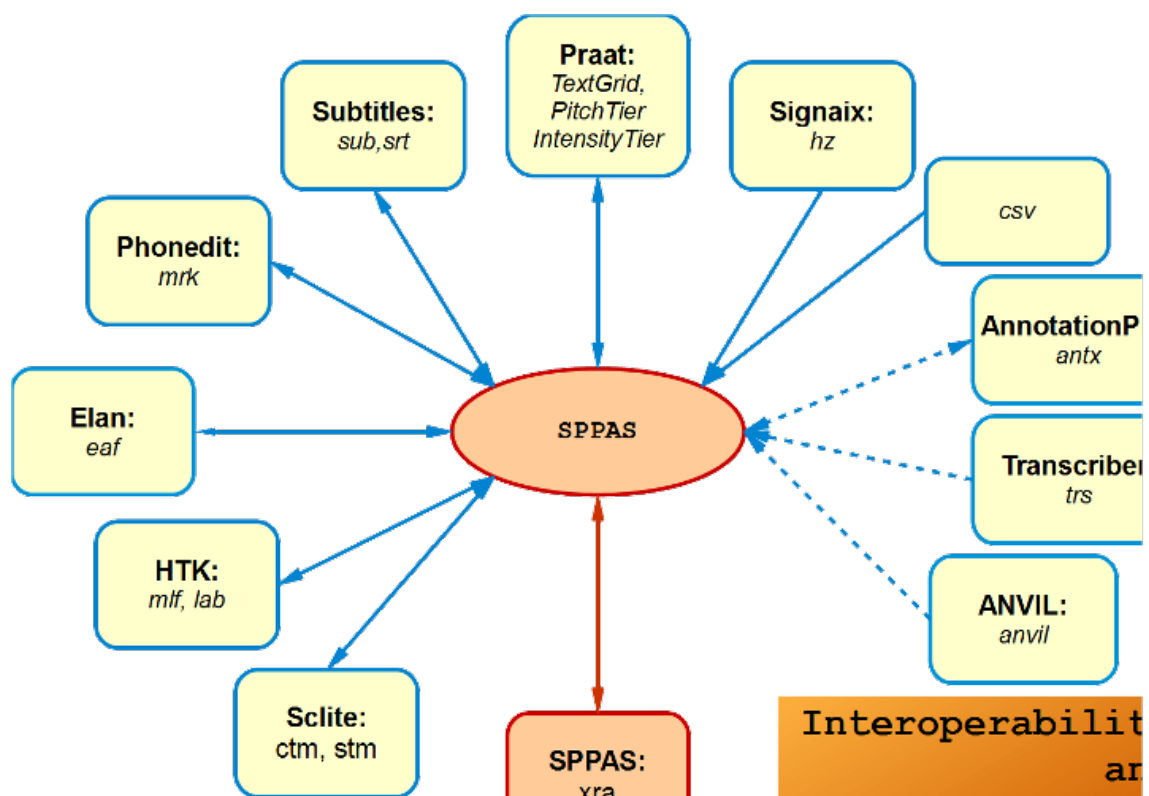 Praat:
TextGrid,
PitchTier
IntensityTier
Subtitles:
sub,srt
Signaix:
hz
csv
Phonedit:
mrk
AnnotationP
antx
Elan:
eaf
SPPAS
Transcriber
trs
HTK:
mlf, lab
ANVIL:
anvil
Sclite:
ctm, stm
SPPAS:
xra
Interoperabilit
an